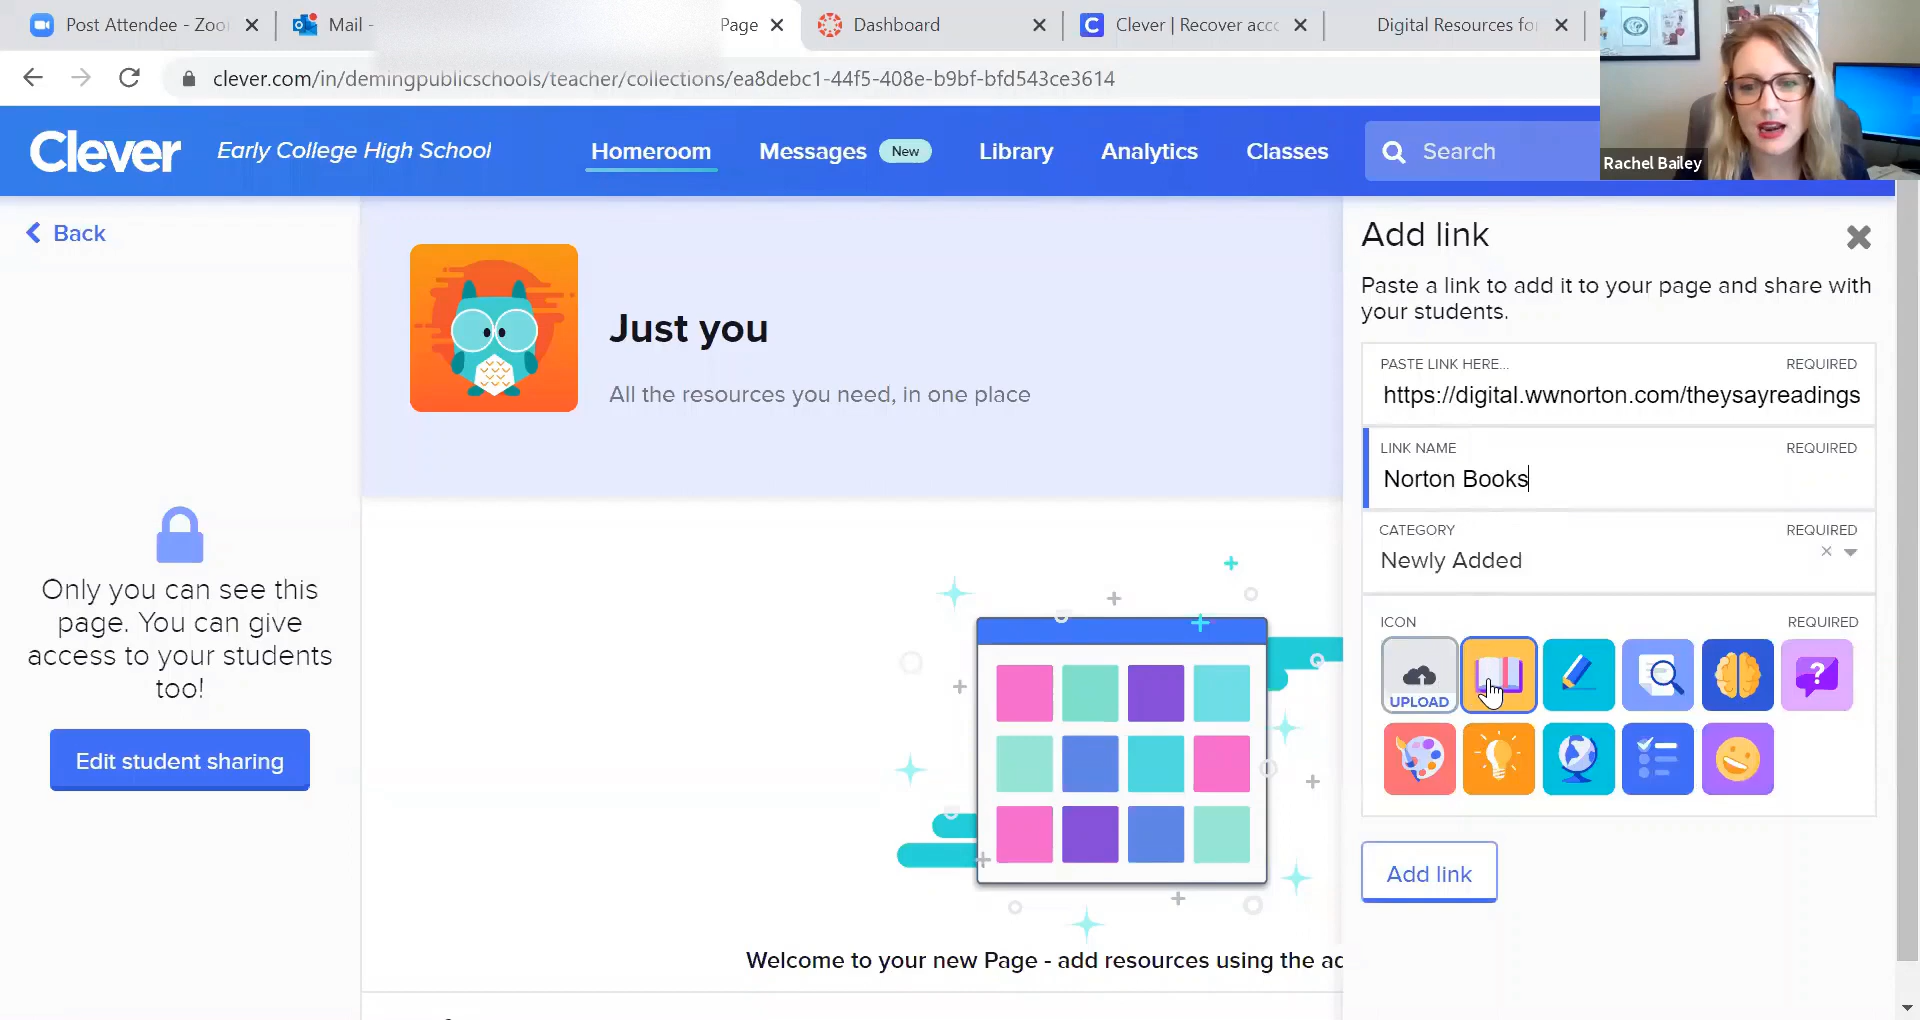 Post Attendee - Zoo
Mail -
Page
Dashboard
Clever | Recover acc
Digital Resources fo
clever.com/in/demingpublicschools/teacher/collections/ea8debc1-44f5-408e-b9bf-bfd543ce3614
Clever
Early College High School
Homeroom
Messages
New
Library
Analytics
Classes
Search
Rachel Bailey
Back
Just you
All the resources you need, in one place
Only you can see this
page. You can give
access to your students
too!
Edit student sharing
Welcome to your new Page - add resources using the ad
Add link
Paste a link to add it to your page and share with
your students.
PASTE LINK HERE... REQUIRED
https://digital.wwnorton.com/theysayreadings
LINK NAME REQUIRED
Norton Books
CATEGORY REQUIRED
Newly Added
ICON REQUIRED
UPLOAD
?
Add link